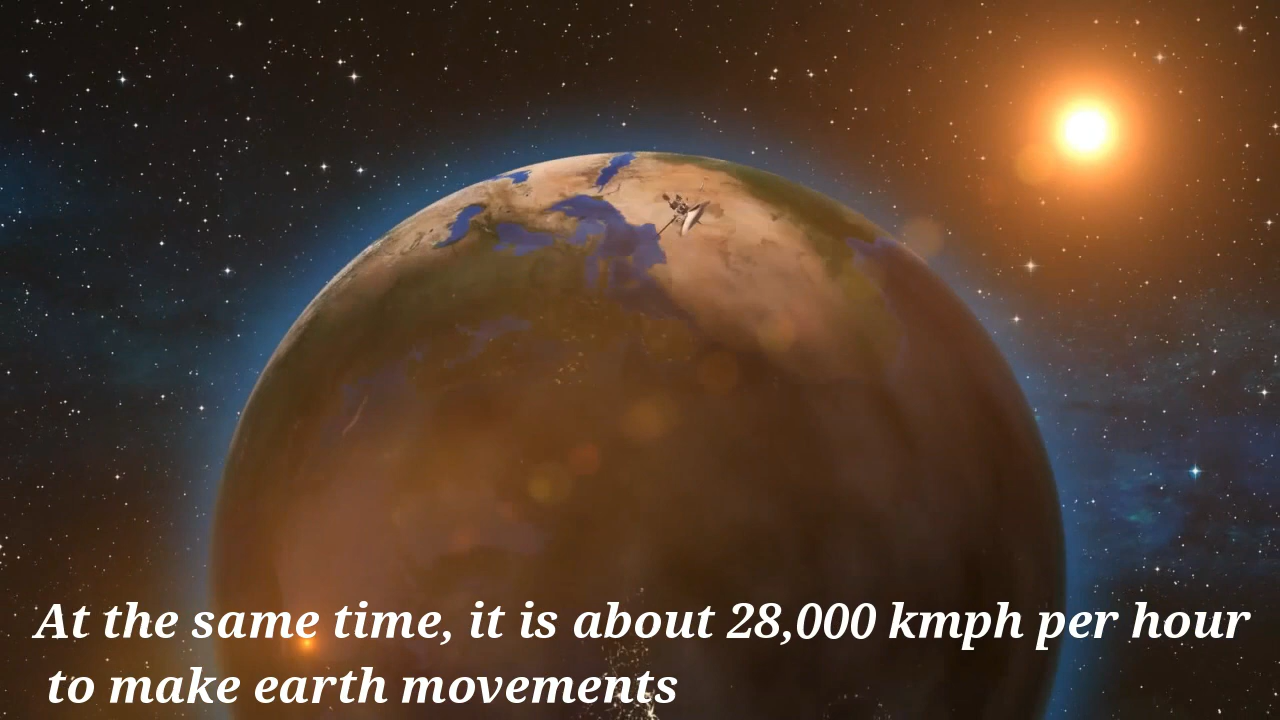 At the same time, it is about 28,000 kmph per hour
to make earth movements